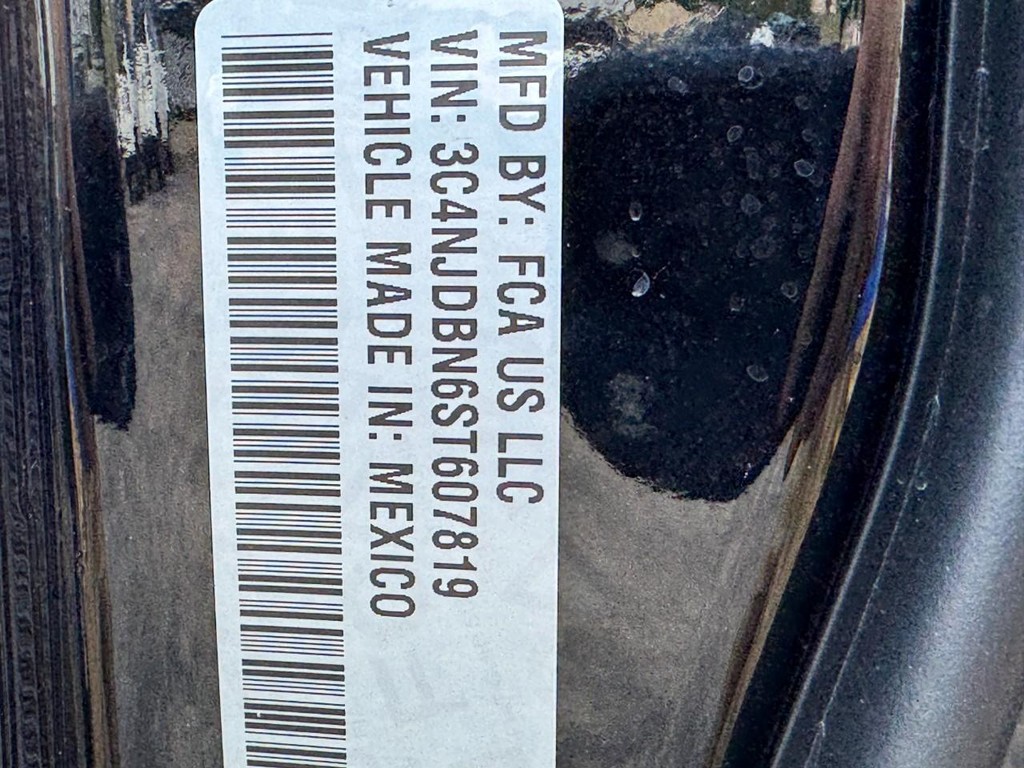 MFD BY: FCA US LLC
VIN: 3C4NJDBN6ST607819
VEHICLE MADE IN: MEXICO